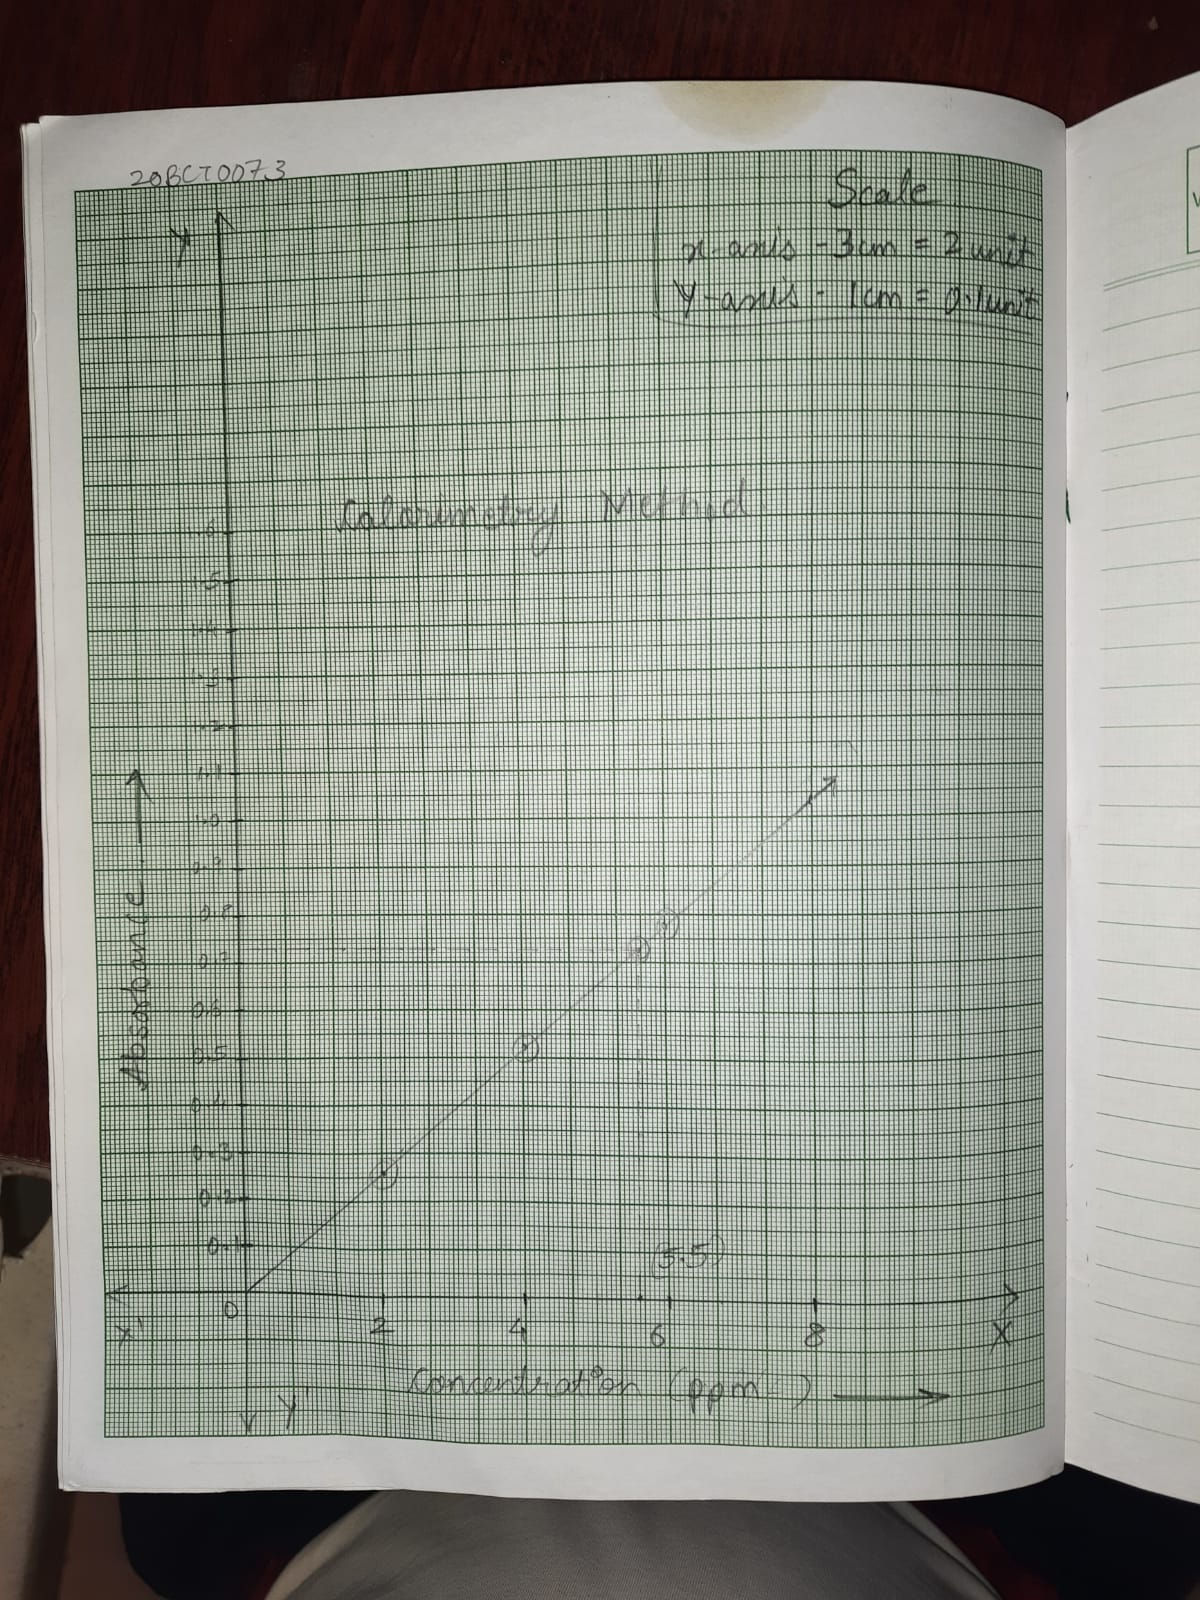 20BCT0073
Scale
x-axis - 3cm = 2 unit
Y-axis - 1cm = 0.1unit
Y
Calorimetry Method
1.6
1.5
1.4
1.3
1.2
1.1
1.0
0.9
0.8
0.7
0.6
0.5
0.4
0.3
0.2
0.1
Absorbance
(5.5)
X'
0
2
4
6
8
X
Concentration (ppm)
Y'